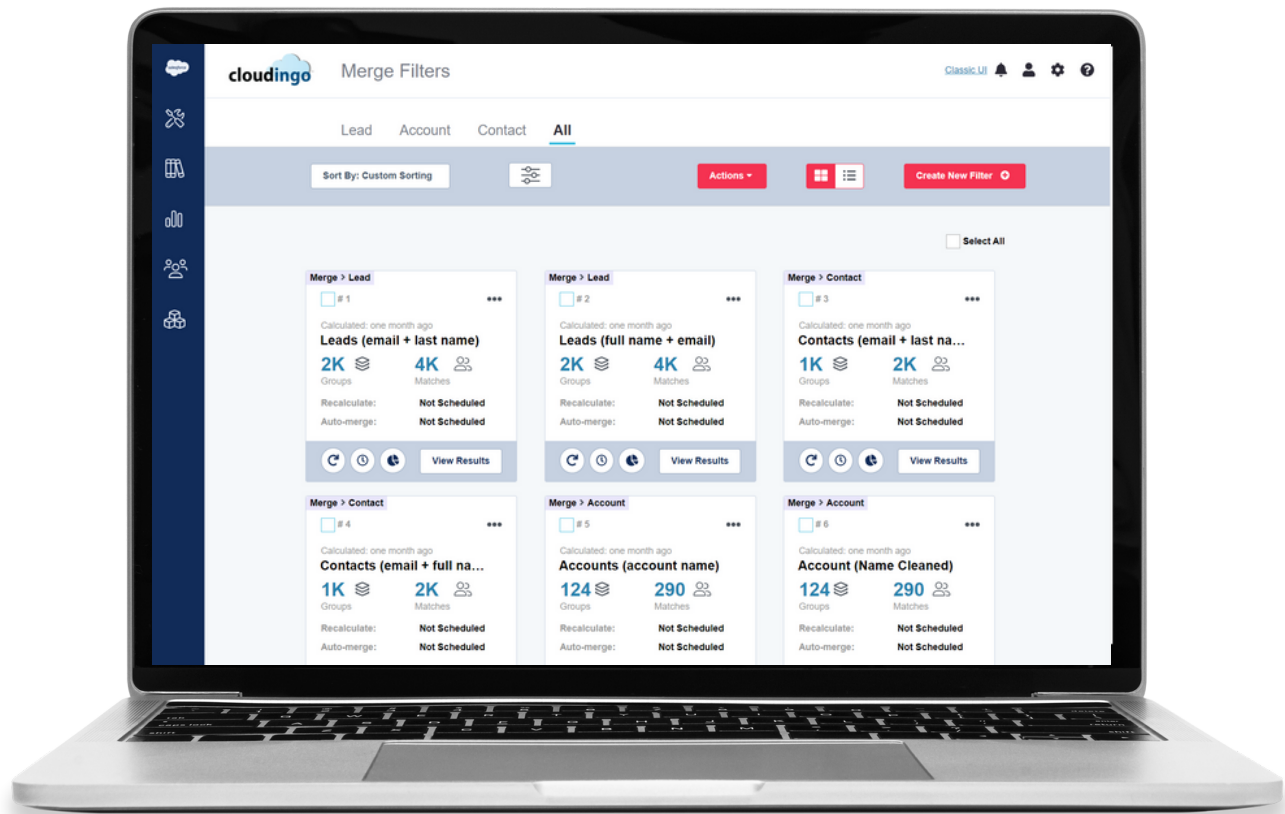 salesforce
cloudingo
Merge Filters
Classic UI
Lead Account Contact All
Sort By: Custom Sorting
Actions
Create New Filter
Select All
Merge > Lead
# 1
Calculated: one month ago
Leads (email + last name)
2K 4K
Groups Matches
Recalculate: Not Scheduled
Auto-merge: Not Scheduled
View Results
Merge > Lead
# 2
Calculated: one month ago
Leads (full name + email)
2K 4K
Groups Matches
Recalculate: Not Scheduled
Auto-merge: Not Scheduled
View Results
Merge > Contact
# 3
Calculated: one month ago
Contacts (email + last na...
1K 2K
Groups Matches
Recalculate: Not Scheduled
Auto-merge: Not Scheduled
View Results
Merge > Contact
# 4
Calculated: one month ago
Contacts (email + full na...
1K 2K
Groups Matches
Recalculate: Not Scheduled
Auto-merge: Not Scheduled
Merge > Account
# 5
Calculated: one month ago
Accounts (account name)
124 290
Groups Matches
Recalculate: Not Scheduled
Auto-merge: Not Scheduled
Merge > Account
# 6
Calculated: one month ago
Account (Name Cleaned)
124 290
Groups Matches
Recalculate: Not Scheduled
Auto-merge: Not Scheduled